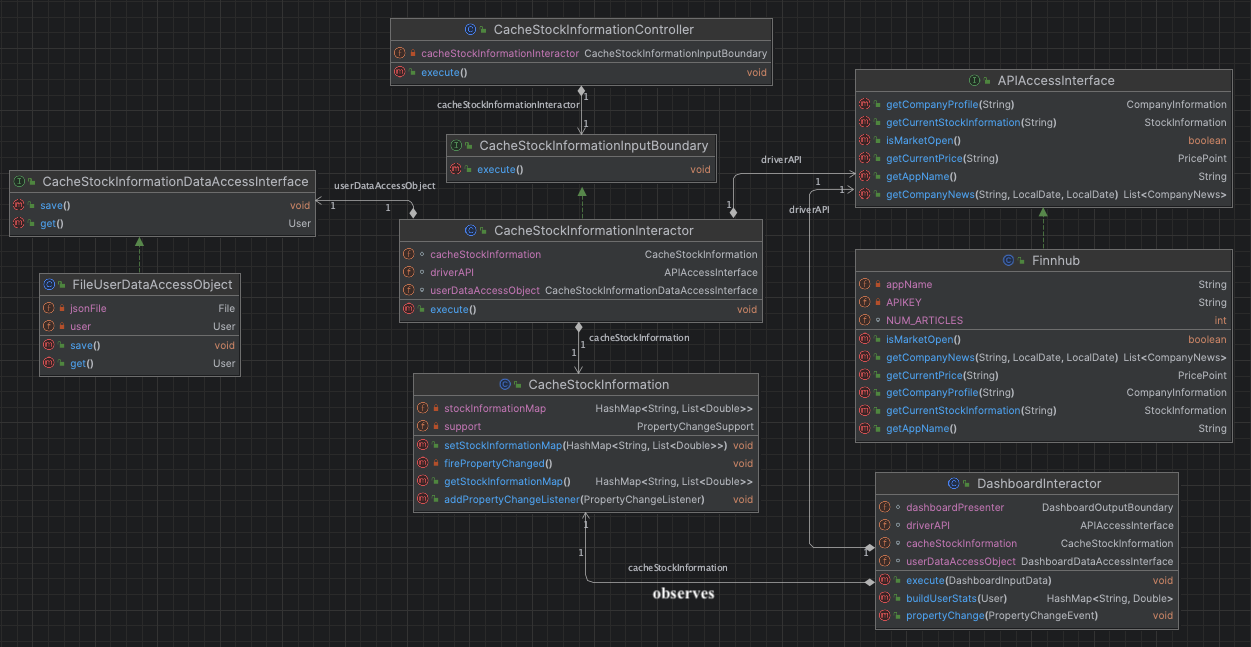 CacheStockInformationController
cacheStockInformationInteractor CacheStockInformationInputBoundary
execute() void
cacheStockInformationInteractor
1
1
CacheStockInformationInputBoundary
execute() void
APIAccessInterface
getCompanyProfile(String) CompanyInformation
getCurrentStockInformation(String) StockInformation
isMarketOpen() boolean
getCurrentPrice(String) PricePoint
getAppName() String
getCompanyNews(String, LocalDate, LocalDate) List<CompanyNews>
driverAPI
1
1
driverAPI
1
1
CacheStockInformationDataAccessInterface
save() void
get() User
userDataAccessObject
1
1
CacheStockInformationInteractor
cacheStockInformation CacheStockInformation
driverAPI APIAccessInterface
userDataAccessObject CacheStockInformationDataAccessInterface
execute() void
FileUserDataAccessObject
jsonFile File
user User
save() void
get() User
Finnhub
appName String
APIKEY String
NUM_ARTICLES int
isMarketOpen() boolean
getCompanyNews(String, LocalDate, LocalDate) List<CompanyNews>
getCurrentPrice(String) PricePoint
getCompanyProfile(String) CompanyInformation
getCurrentStockInformation(String) StockInformation
getAppName() String
1
cacheStockInformation
1
CacheStockInformation
stockInformationMap HashMap<String, List<Double>>
support PropertyChangeSupport
setStockInformationMap(HashMap<String, List<Double>>) void
firePropertyChanged() void
getStockInformationMap() HashMap<String, List<Double>>
addPropertyChangeListener(PropertyChangeListener) void
1
1
cacheStockInformation
observes
DashboardInteractor
dashboardPresenter DashboardOutputBoundary
driverAPI APIAccessInterface
cacheStockInformation CacheStockInformation
userDataAccessObject DashboardDataAccessInterface
execute(DashboardInputData) void
buildUserStats(User) HashMap<String, Double>
propertyChange(PropertyChangeEvent) void